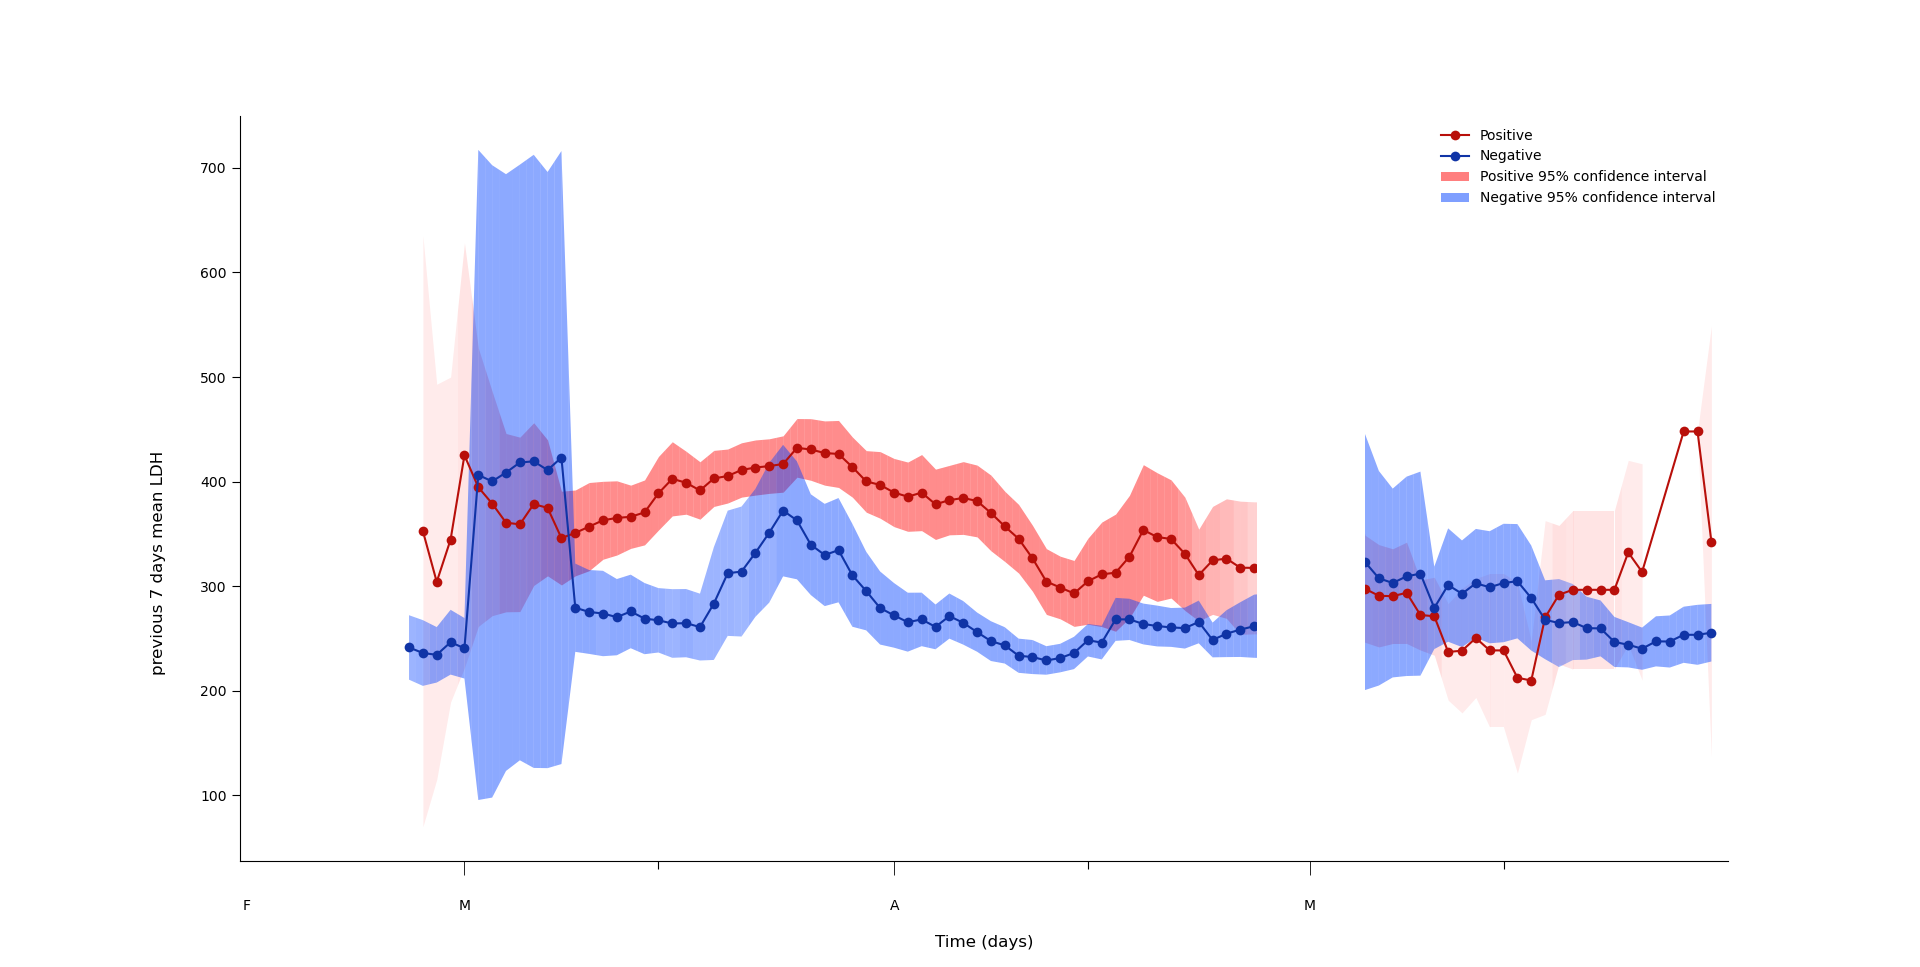 Positive
Negative
Positive 95% confidence interval
Negative 95% confidence interval
previous 7 days mean LDH
700
600
500
400
300
200
100
F
M
A
M
Time (days)